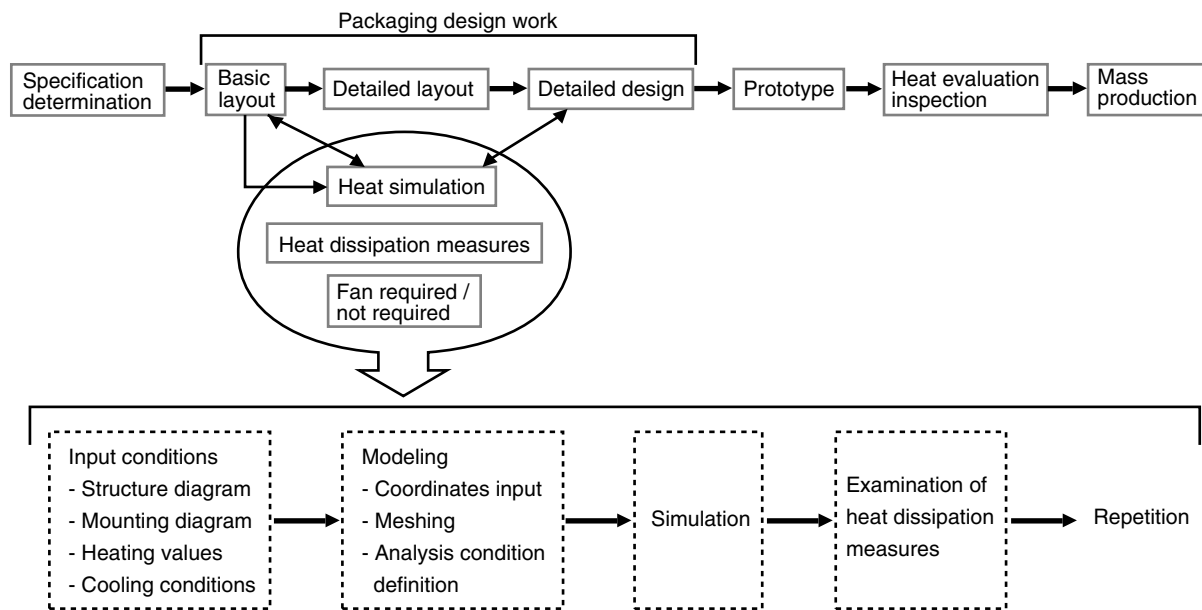 Packaging design work
Specification
determination
Basic
layout
Detailed layout
Detailed design
Prototype
Heat evaluation
inspection
Mass
production
Heat simulation
Heat dissipation measures
Fan required /
not required
Input conditions
- Structure diagram
- Mounting diagram
- Heating values
- Cooling conditions
Modeling
- Coordinates input
- Meshing
- Analysis condition
definition
Simulation
Examination of
heat dissipation
measures
Repetition